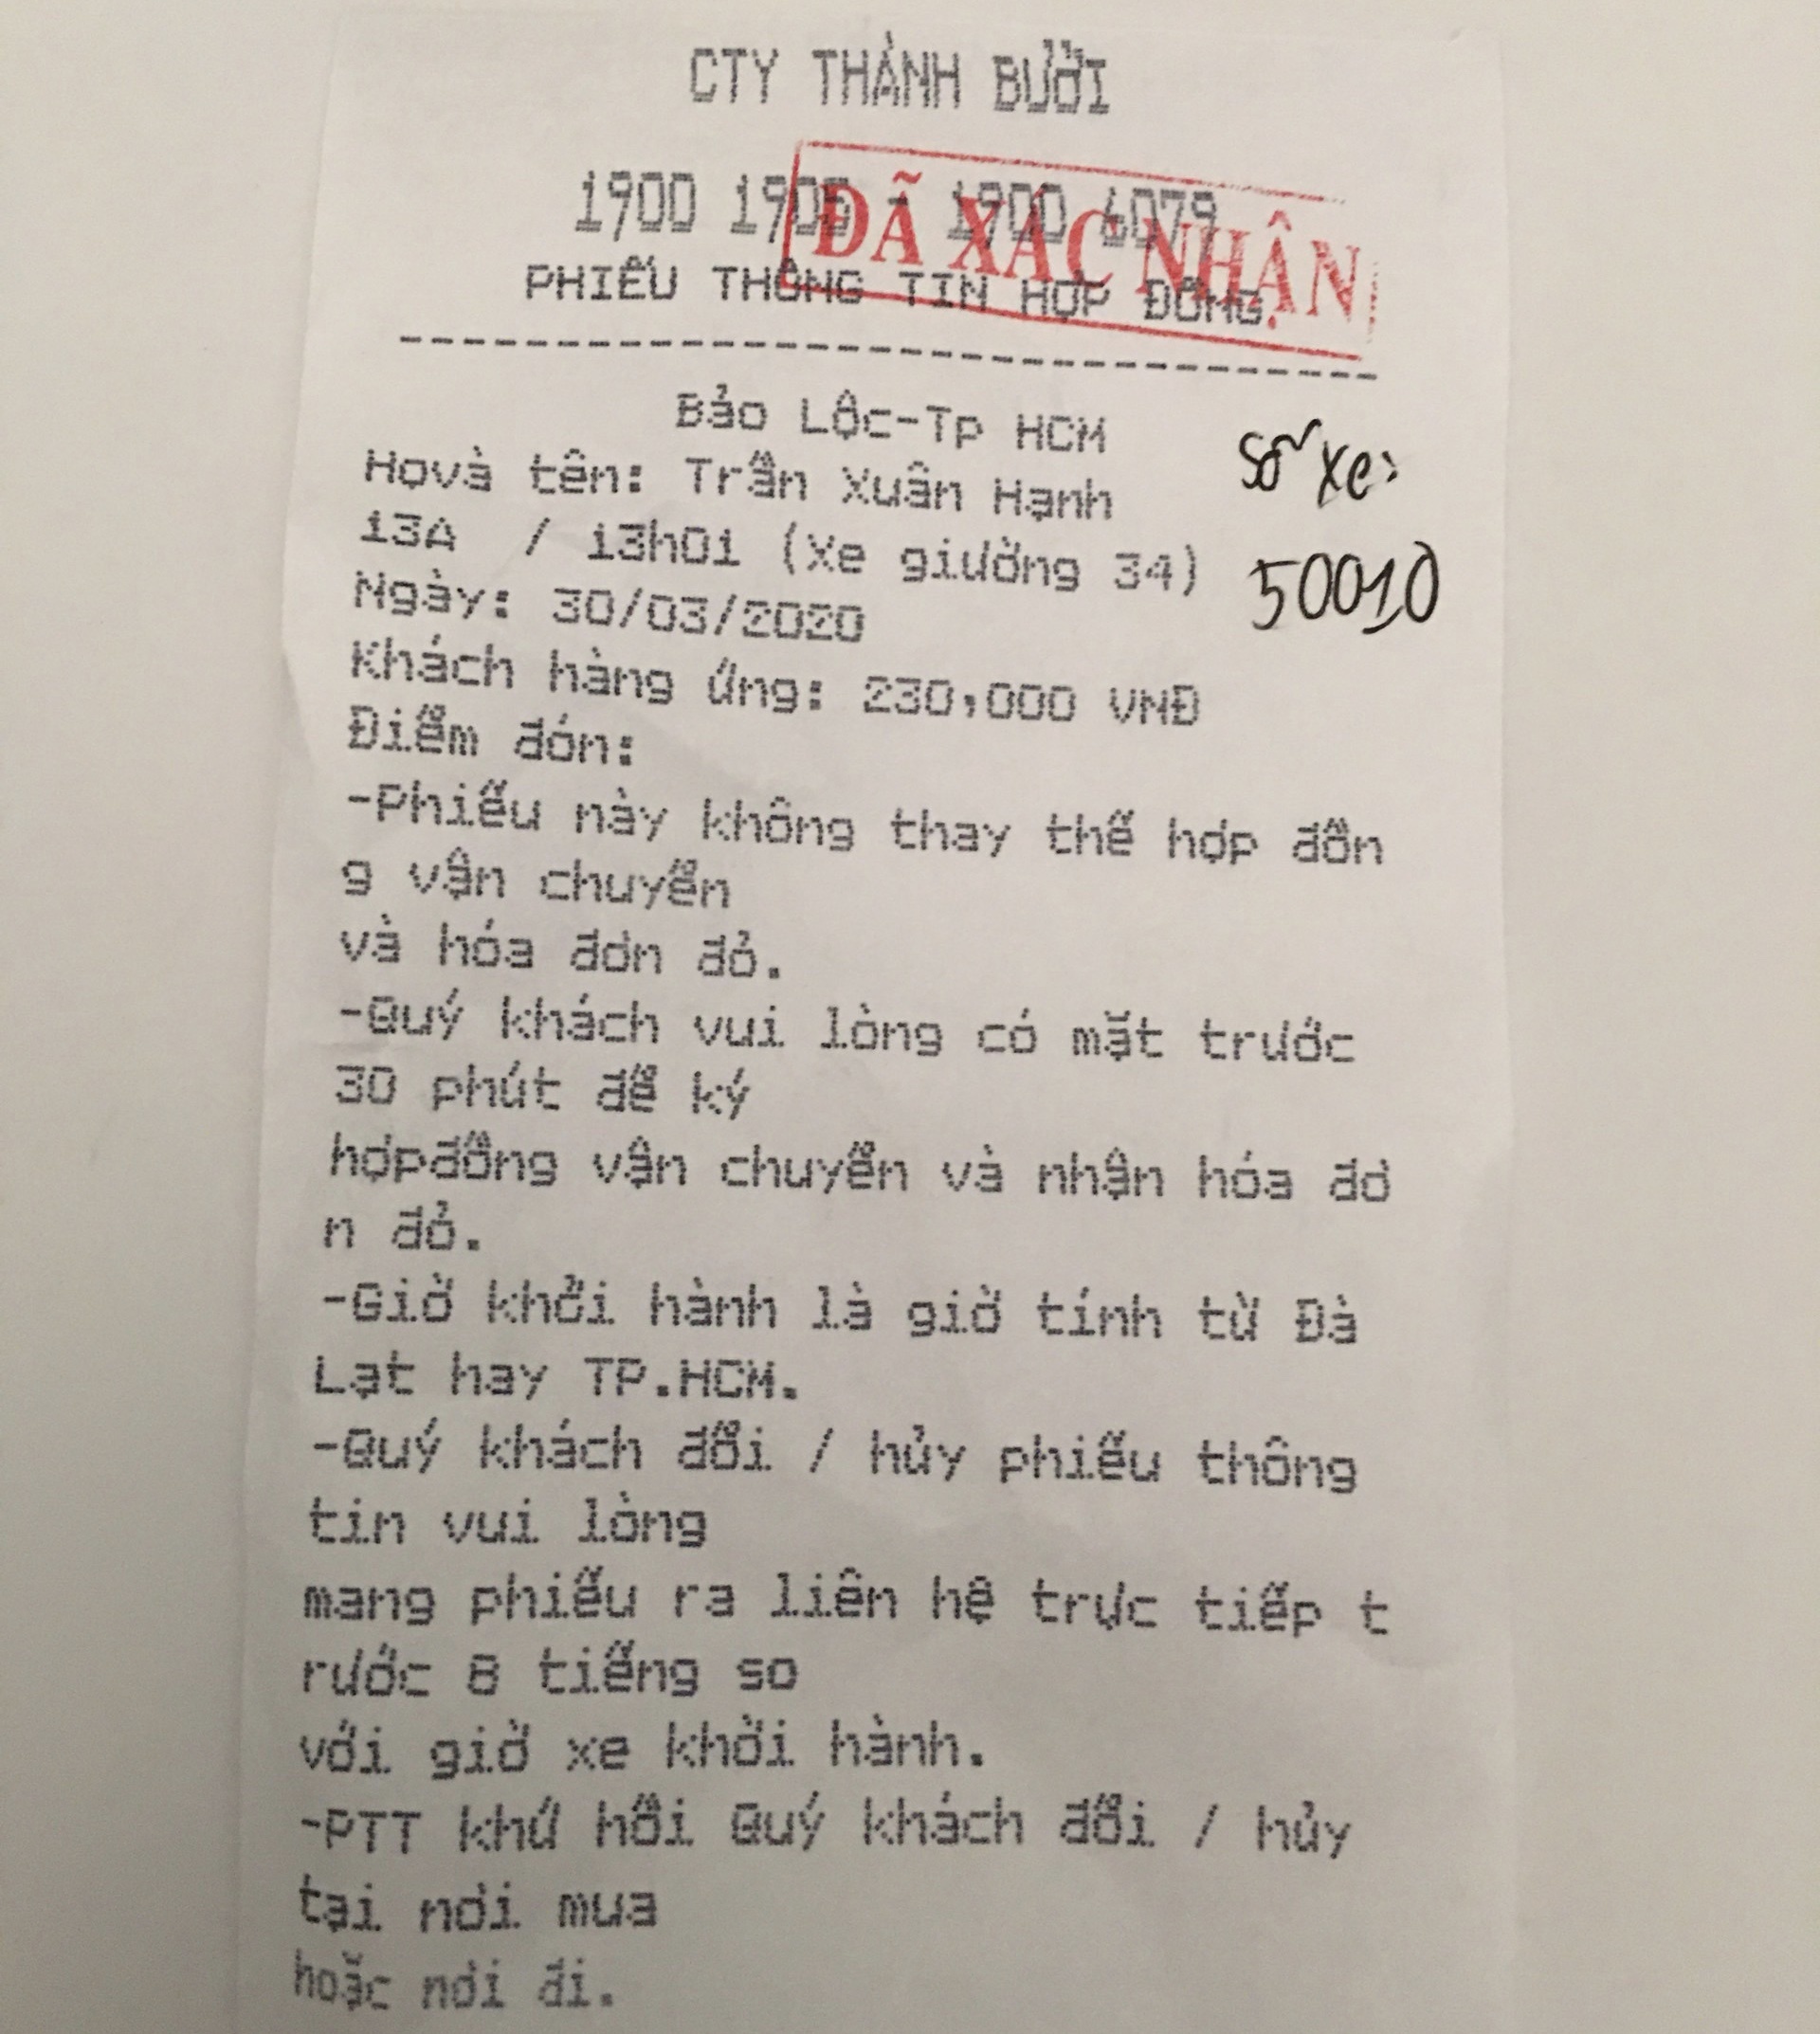 CTY THÀNH BƯỞI
1900 1905 - 1900 6079
ĐÃ XÁC NHẬN
PHIẾU THÔNG TIN HỢP ĐỒNG
Bảo Lộc-Tp HCM
Họvà tên: Trần Xuân Hạnh
số xe:
13A / 13h01 (Xe giường 34)
50010
Ngày: 30/03/2020
Khách hàng ứng: 230,000 VNĐ
Điểm đón:
-Phiếu này không thay thế hợp đồn
g vận chuyển
và hóa đơn đỏ.
-Quý khách vui lòng có mặt trước
30 phút để ký
hợpđồng vận chuyển và nhận hóa đơ
n đỏ.
-Giờ khởi hành là giờ tính từ Đà
Lạt hay TP.HCM.
-Quý khách đổi / hủy phiếu thông
tin vui lòng
mang phiếu ra liên hệ trực tiếp t
rước 8 tiếng so
với giờ xe khởi hành.
-PTT khứ hồi Quý khách đổi / hủy
tại nơi mua
hoặc nơi đi.